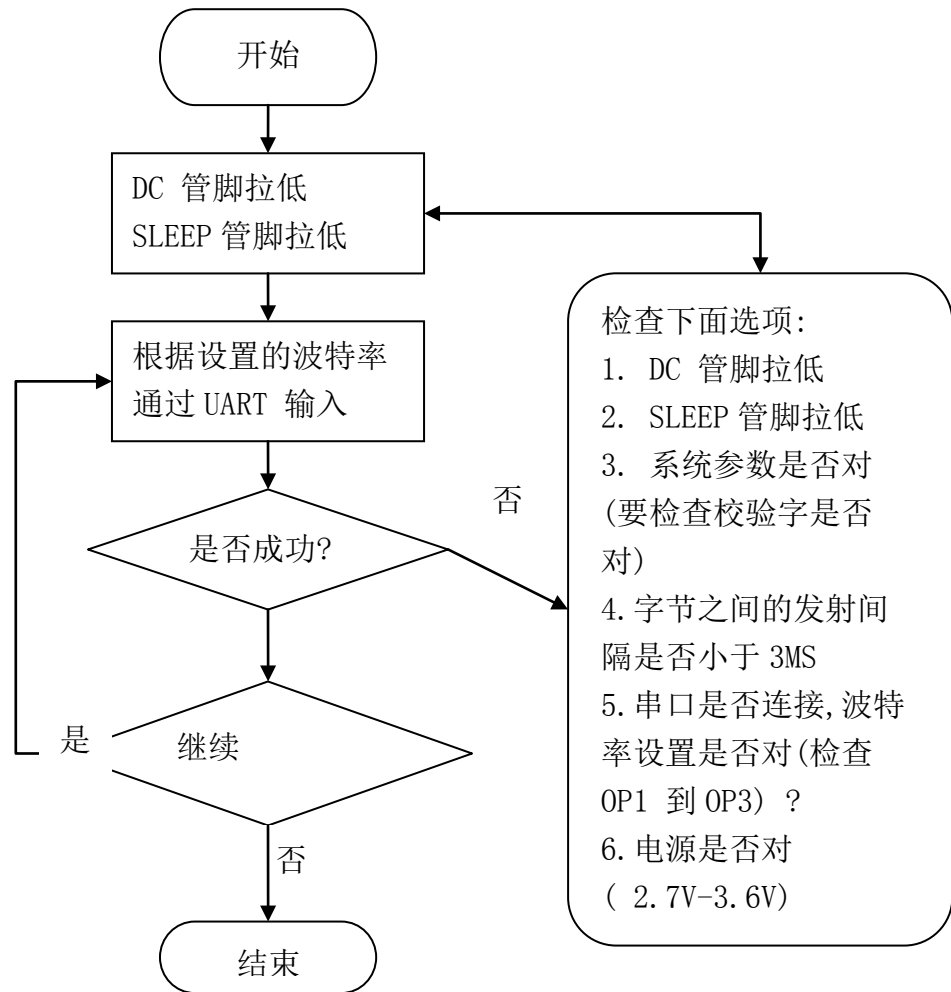 开始
DC 管脚拉低
SLEEP 管脚拉低
根据设置的波特率
通过 UART 输入
是否成功?
否
继续
是
否
结束
检查下面选项:
1. DC 管脚拉低
2. SLEEP 管脚拉低
3. 系统参数是否对
(要检查校验字是否
对)
4.字节之间的发射间
隔是否小于 3MS
5.串口是否连接,波特
率设置是否对(检查
OP1 到 OP3) ?
6.电源是否对
( 2.7V-3.6V)